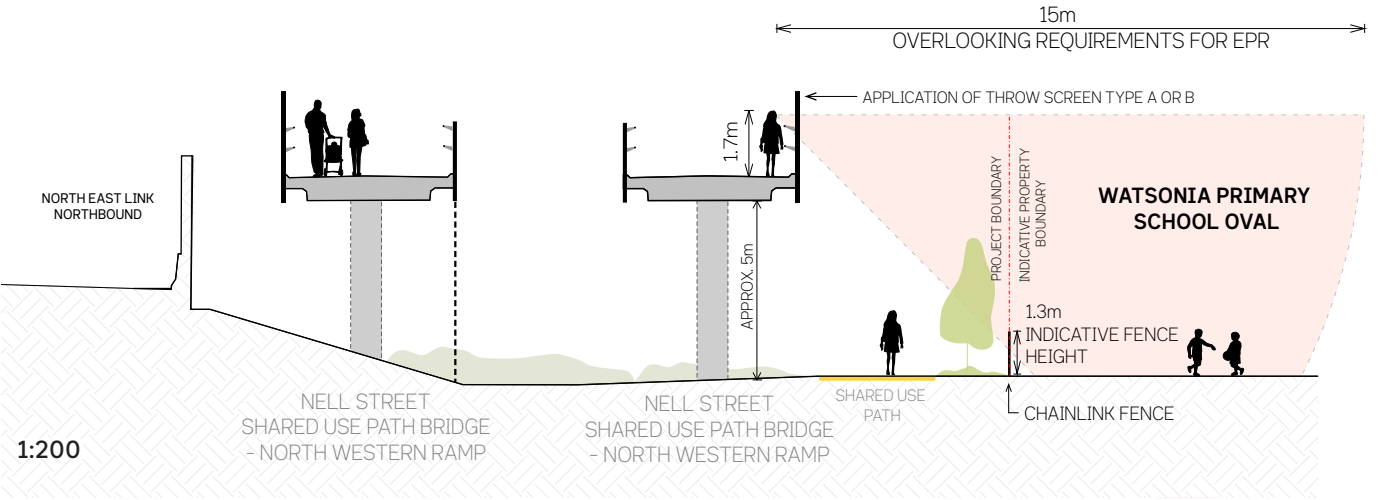 15m
OVERLOOKING REQUIREMENTS FOR EPR
APPLICATION OF THROW SCREEN TYPE A OR B
1.7m
NORTH EAST LINK
NORTHBOUND
PROJECT BOUNDARY
INDICATIVE PROPERTY
BOUNDARY
WATSONIA PRIMARY
SCHOOL OVAL
APPROX. 5m
1.3m
INDICATIVE FENCE
HEIGHT
SHARED USE
PATH
CHAINLINK FENCE
NELL STREET
SHARED USE PATH BRIDGE
- NORTH WESTERN RAMP
NELL STREET
SHARED USE PATH BRIDGE
- NORTH WESTERN RAMP
1:200